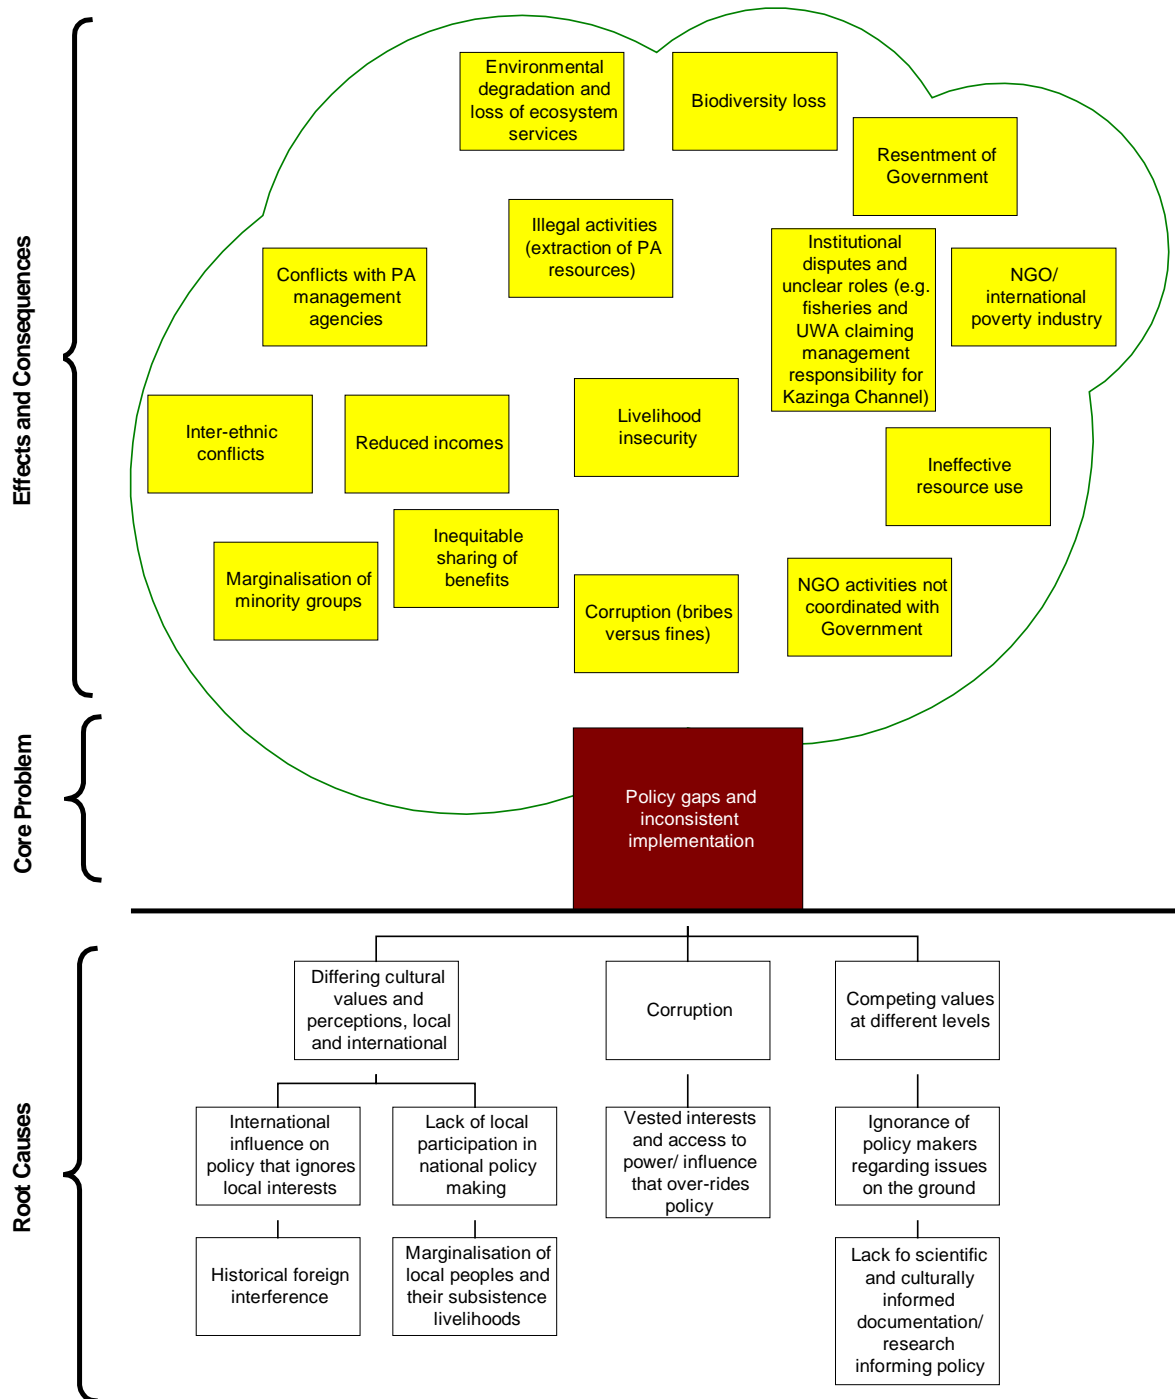 Effects and Consequences
Environmental
degradation and
loss of ecosystem
services
Biodiversity loss
Resentment of
Government
Illegal activities
(extraction of PA
resources)
Institutional
disputes and
unclear roles (e.g.
fisheries and
UWA claiming
management
responsibility for
Kazinga Channel)
Conflicts with PA
management
agencies
NGO/
international
poverty industry
Inter-ethnic
conflicts
Reduced incomes
Livelihood
insecurity
Ineffective
resource use
Inequitable
sharing of
benefits
Marginalisation of
minority groups
Corruption (bribes
versus fines)
NGO activities not
coordinated with
Government
Core Problem
Policy gaps and
inconsistent
implementation
Root Causes
Differing cultural
values and
perceptions, local
and international
Corruption
Competing values
at different levels
International
influence on
policy that ignores
local interests
Lack of local
participation in
national policy
making
Vested interests
and access to
power/ influence
that over-rides
policy
Ignorance of
policy makers
regarding issues
on the ground
Historical foreign
interference
Marginalisation of
local peoples and
their subsistence
livelihoods
Lack fo scientific
and culturally
informed
documentation/
research
informing policy